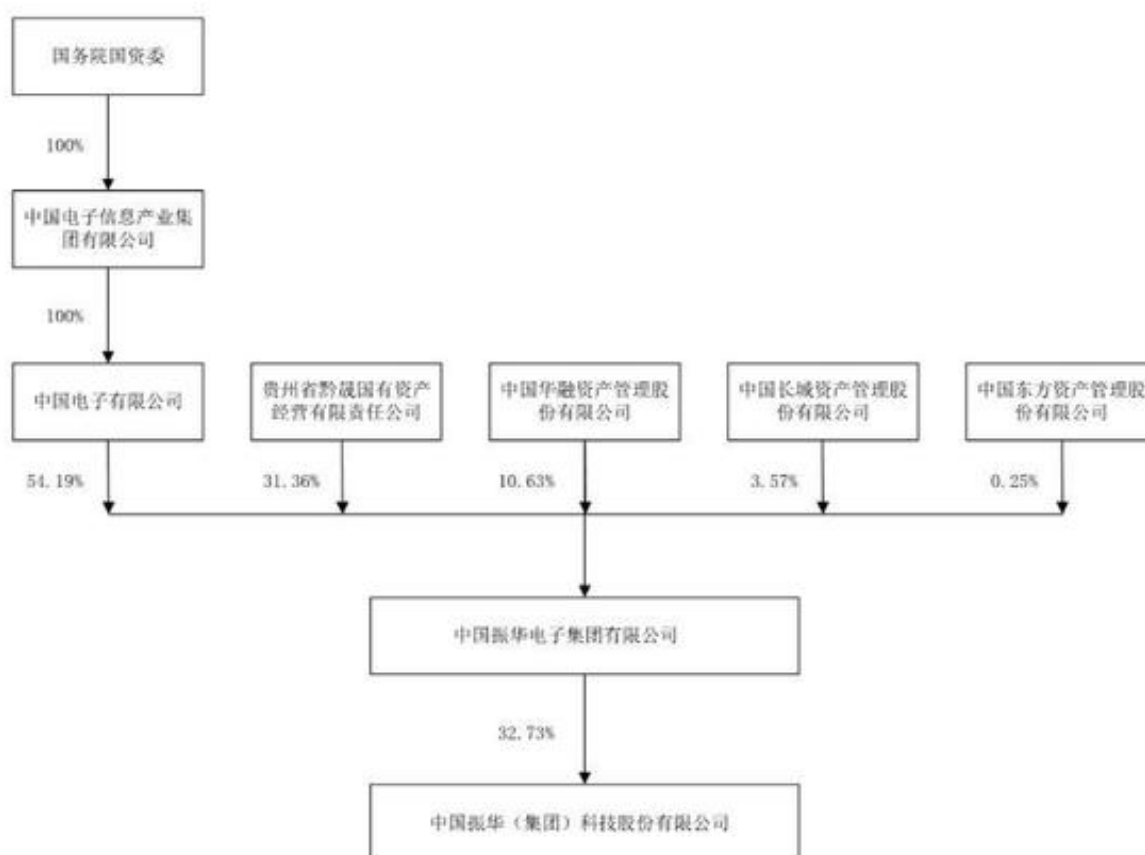 国务院国资委
100%
中国电子信息产业集
团有限公司
100%
中国电子有限公司
贵州省黔晟国有资产
经营有限责任公司
中国华融资产管理股
份有限公司
中国长城资产管理股
份有限公司
中国东方资产管理股
份有限公司
54.19%
31.36%
10.63%
3.57%
0.25%
中国振华电子集团有限公司
32.73%
中国振华（集团）科技股份有限公司